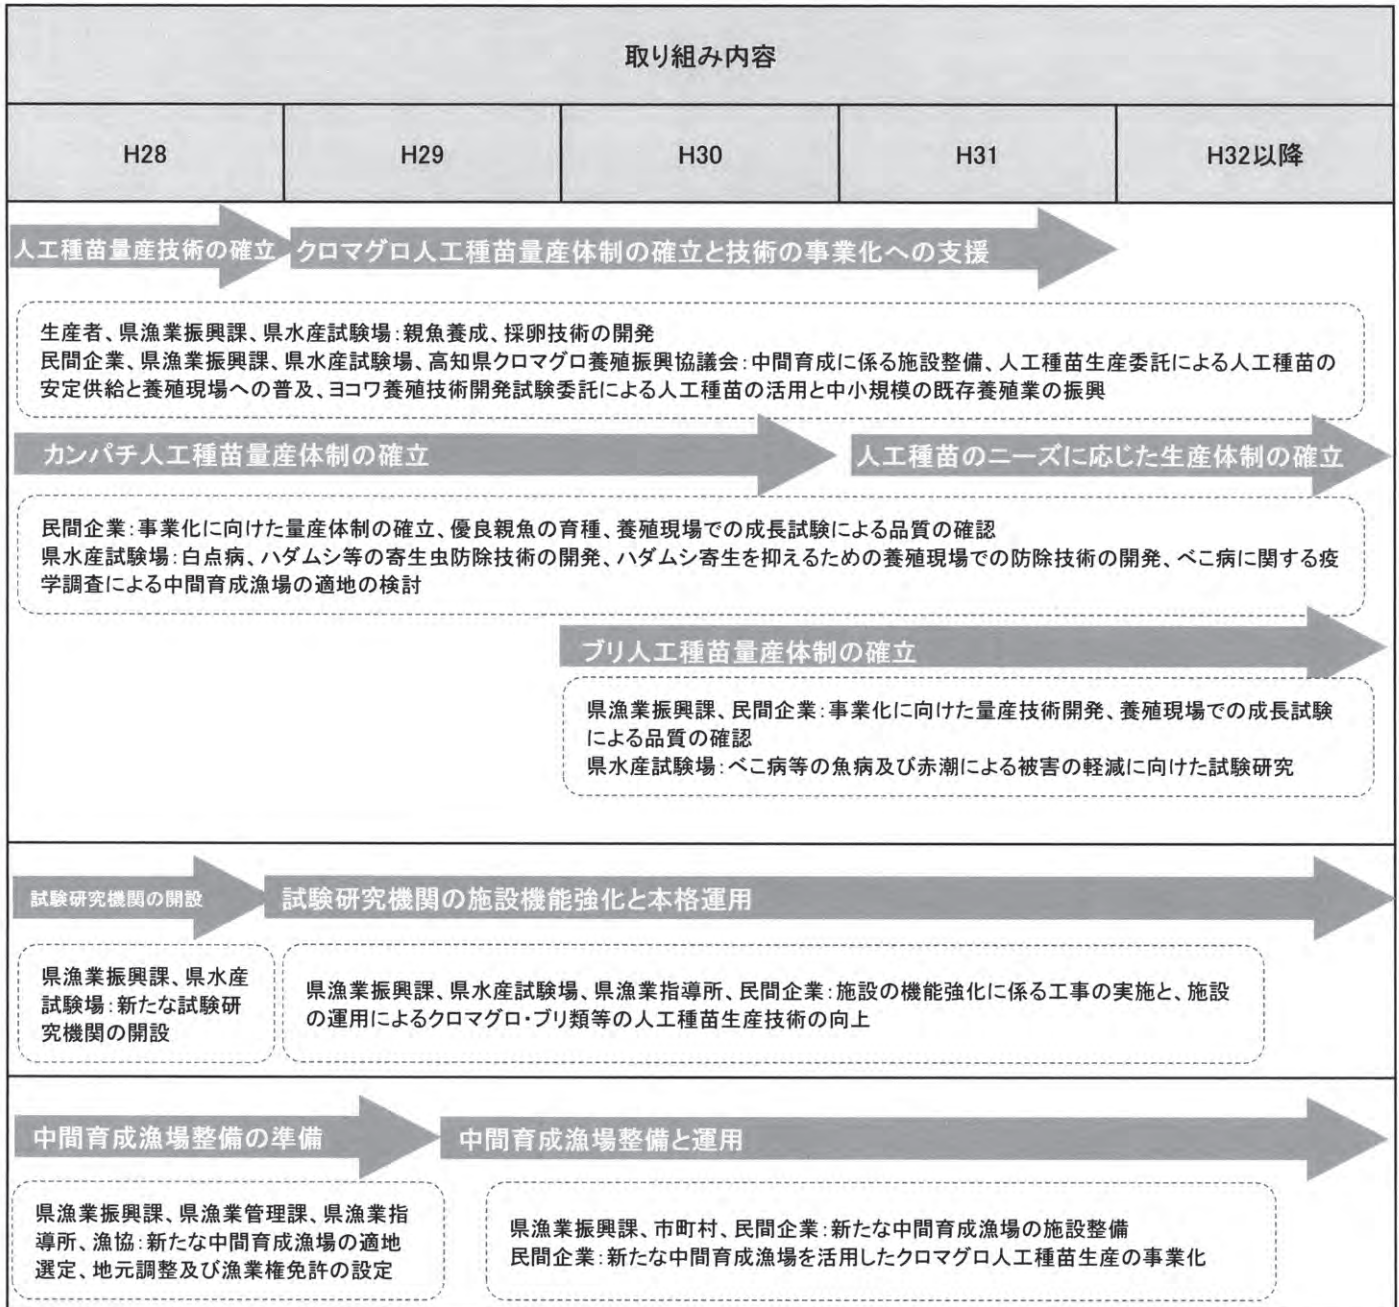 取り組み内容
H28
H29
H30
H31
H32以降
人工種苗量産技術の確立
クロマグロ人工種苗量産体制の確立と技術の事業化への支援
生産者、県漁業振興課、県水産試験場：親魚養成、採卵技術の開発
民間企業、県漁業振興課、県水産試験場、高知県クロマグロ養殖振興協議会：中間育成に係る施設整備、人工種苗生産委託による人工種苗の
安定供給と養殖現場への普及、ヨコワ養殖技術開発試験委託による人工種苗の活用と中小規模の既存養殖業の振興
カンパチ人工種苗量産体制の確立
人工種苗のニーズに応じた生産体制の確立
民間企業：事業化に向けた量産体制の確立、優良親魚の育種、養殖現場での成長試験による品質の確認
県水産試験場：白点病、ハダムシ等の寄生虫防除技術の開発、ハダムシ寄生を抑えるための養殖現場での防除技術の開発、べこ病に関する疫
学調査による中間育成漁場の適地の検討
ブリ人工種苗量産体制の確立
県漁業振興課、民間企業：事業化に向けた量産技術開発、養殖現場での成長試験
による品質の確認
県水産試験場：べこ病等の魚病及び赤潮による被害の軽減に向けた試験研究
試験研究機関の開設
試験研究機関の施設機能強化と本格運用
県漁業振興課、県水産
試験場：新たな試験研
究機関の開設
県漁業振興課、県水産試験場、県漁業指導所、民間企業：施設の機能強化に係る工事の実施と、施設
の運用によるクロマグロ・ブリ類等の人工種苗生産技術の向上
中間育成漁場整備の準備
中間育成漁場整備と運用
県漁業振興課、県漁業管理課、県漁業指
導所、漁協：新たな中間育成漁場の適地
選定、地元調整及び漁業権免許の設定
県漁業振興課、市町村、民間企業：新たな中間育成漁場の施設整備
民間企業：新たな中間育成漁場を活用したクロマグロ人工種苗生産の事業化